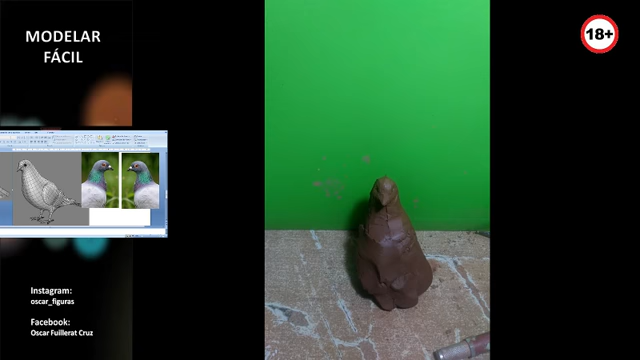 MODELAR
FÁCIL
18+
Instagram:
oscar_figuras
Facebook:
Oscar Fuillerat Cruz